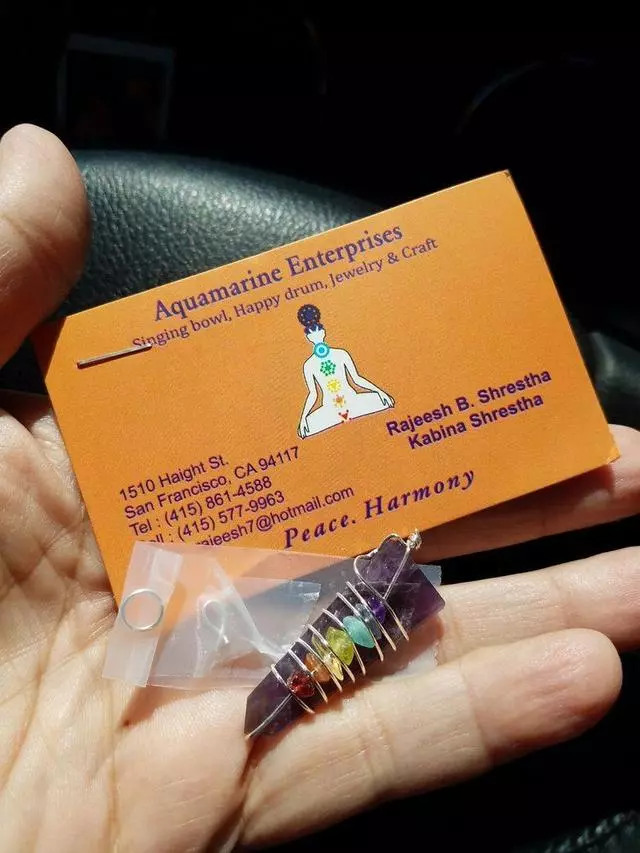 Aquamarine Enterprises
Singing bowl, Happy drum, Jewelry & Craft
Rajeesh B. Shrestha
Kabina Shrestha
1510 Haight St.
San Francisco, CA 94117
Tel : (415) 861-4588
: (415) 577-9963
rajeesh7@hotmail.com
Peace. Harmony